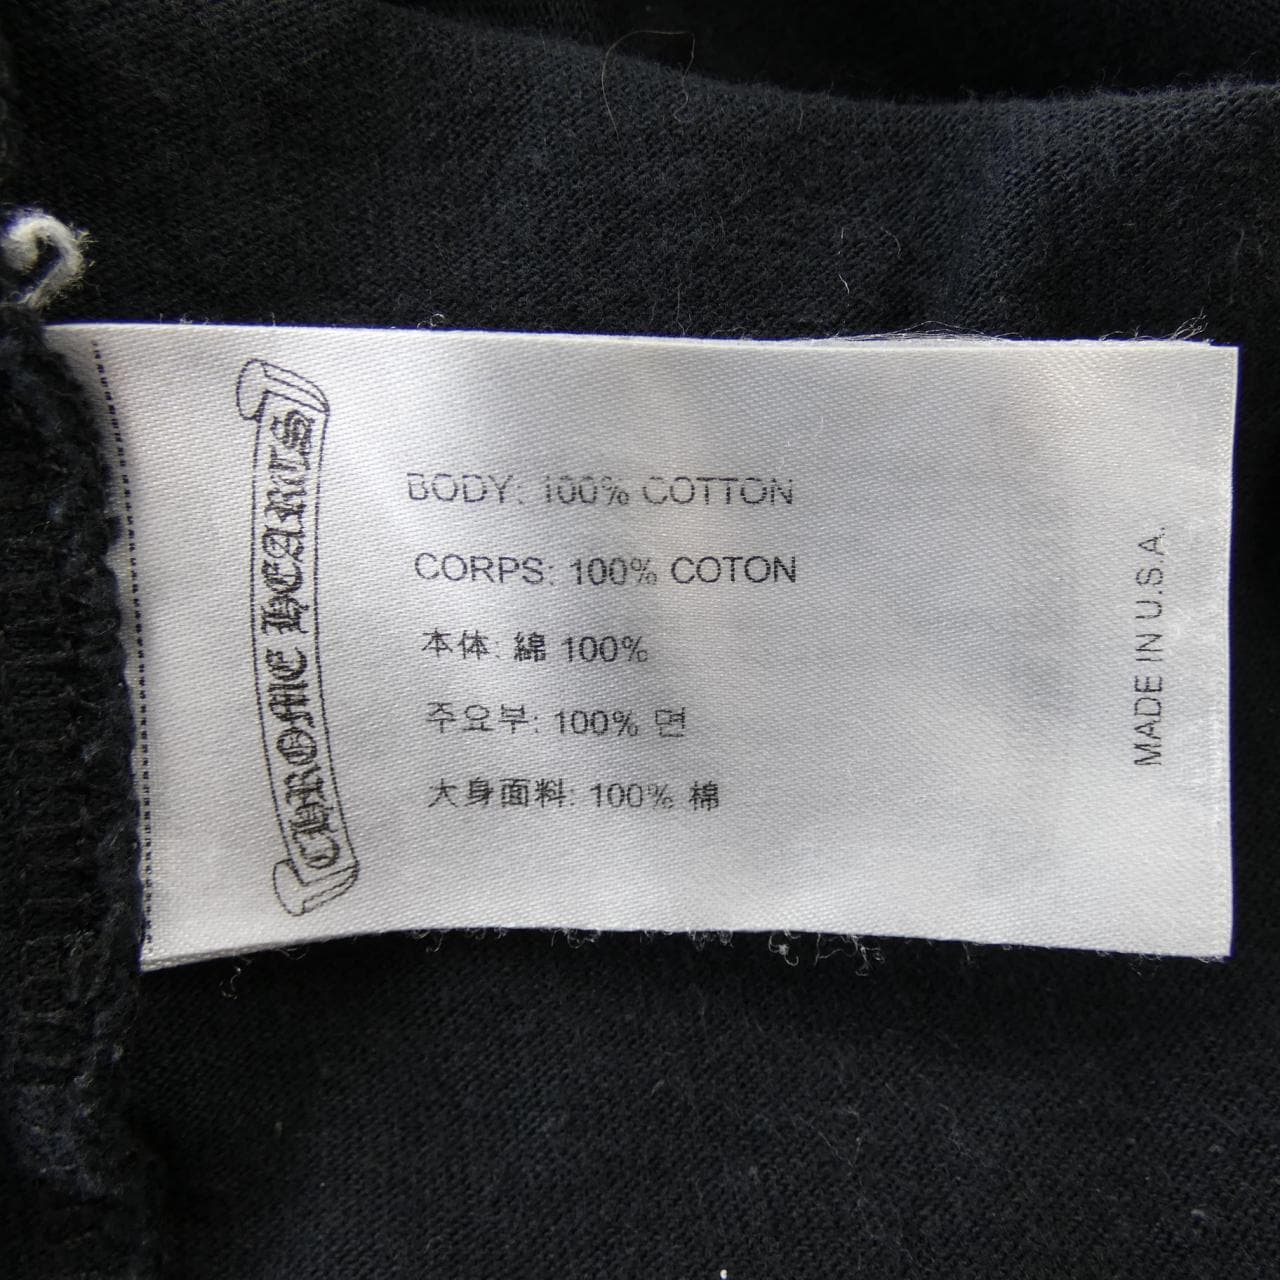 CHROME HEARTS
BODY: 100% COTTON
CORPS: 100% COTON
本体: 綿 100%
주요부: 100% 면
大身面料: 100% 棉
MADE IN U.S.A.